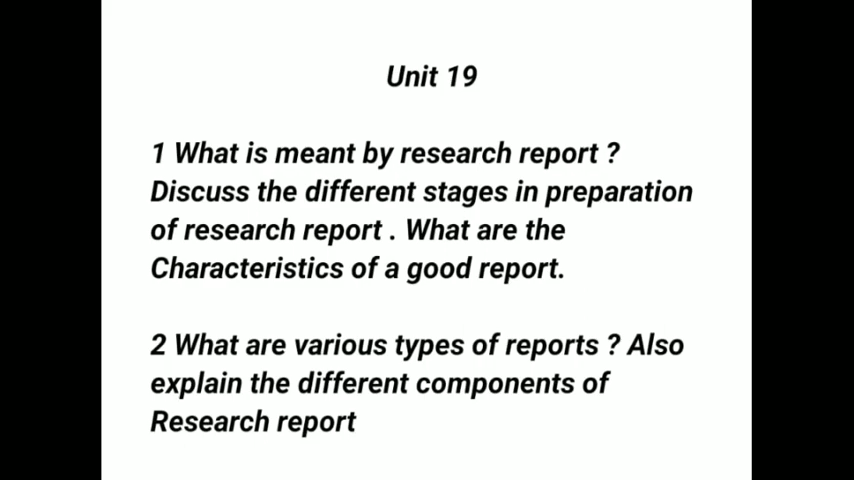 Unit 19
1 What is meant by research report ?
Discuss the different stages in preparation
of research report . What are the
Characteristics of a good report.
2 What are various types of reports ? Also
explain the different components of
Research report